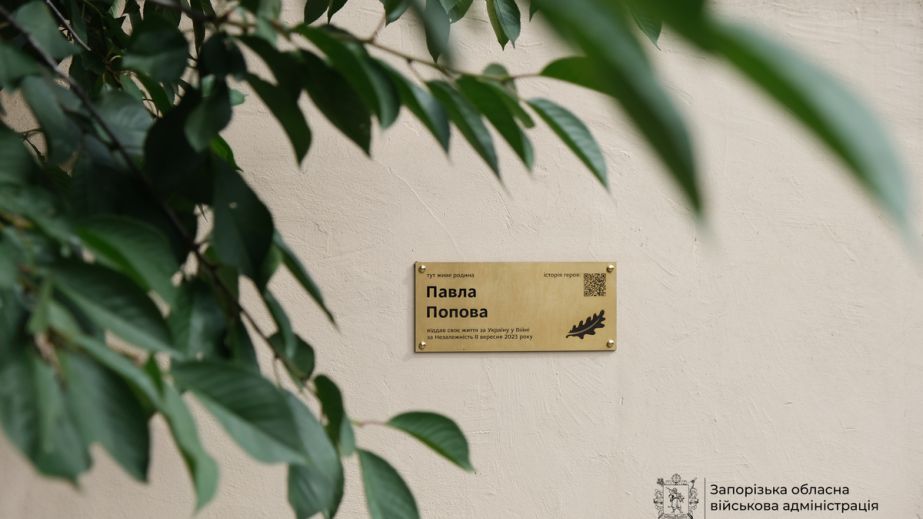 тут живе родина
історія героя:
Павла
Попова
віддав своє життя за Україну у Війні
за Незалежність 8 вересня 2023 року
Запорізька обласна
військова адміністрація